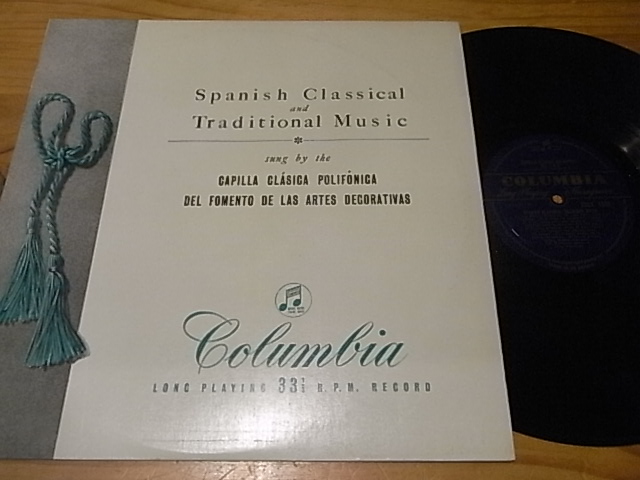 Spanish Classical
and
Traditional Music
sung by the
CAPILLA CLÁSICA POLIFÓNICA
DEL FOMENTO DE LAS ARTES DECORATIVAS
Columbia
LONG PLAYING 33⅓ R.P.M. RECORD
COLUMBIA